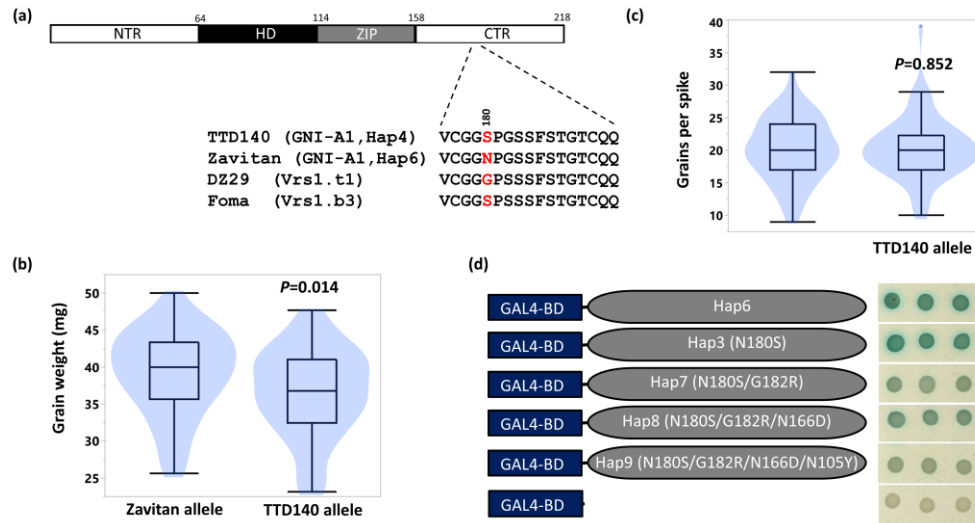 (a)
64 114 158 218
NTR HD ZIP CTR
180
TTD140 (GNI-A1,Hap4) VCGGSPGSSFSTGTCQQ
Zavitan (GNI-A1,Hap6) VCGGNPGSSFSTGTCQQ
DZ29 (Vrs1.t1) VCGGGPSSSFSTGTCQQ
Foma (Vrs1.b3) VCGGSPSSSFSTGTCQQ
(b)
P=0.014
Grain weight (mg)
50
45
40
35
30
25
Zavitan allele TTD140 allele
(c)
P=0.852
Grains per spike
35
30
25
20
15
10
TTD140 allele
(d)
GAL4-BD Hap6
GAL4-BD Hap3 (N180S)
GAL4-BD Hap7 (N180S/G182R)
GAL4-BD Hap8 (N180S/G182R/N166D)
GAL4-BD Hap9 (N180S/G182R/N166D/N105Y)
GAL4-BD